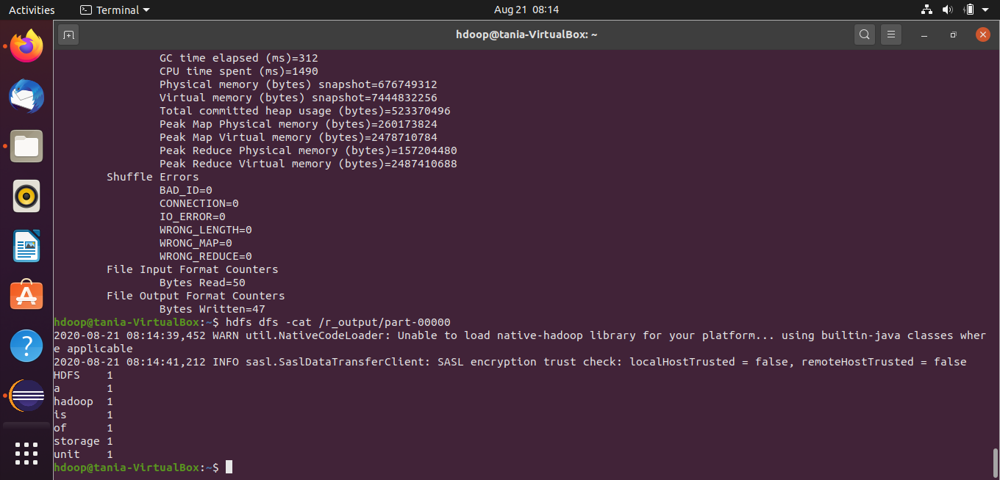 Activities
Terminal
Aug 21 08:14
hdoop@tania-VirtualBox: ~
GC time elapsed (ms)=312
CPU time spent (ms)=1490
Physical memory (bytes) snapshot=676749312
Virtual memory (bytes) snapshot=7444832256
Total committed heap usage (bytes)=523370496
Peak Map Physical memory (bytes)=260173824
Peak Map Virtual memory (bytes)=2478710784
Peak Reduce Physical memory (bytes)=157204480
Peak Reduce Virtual memory (bytes)=2487410688
Shuffle Errors
BAD_ID=0
CONNECTION=0
IO_ERROR=0
WRONG_LENGTH=0
WRONG_MAP=0
WRONG_REDUCE=0
File Input Format Counters
Bytes Read=50
File Output Format Counters
Bytes Written=47
hdoop@tania-VirtualBox:~$ hdfs dfs -cat /r_output/part-00000
2020-08-21 08:14:39,452 WARN util.NativeCodeLoader: Unable to load native-hadoop library for your platform... using builtin-java classes wher
e applicable
2020-08-21 08:14:41,212 INFO sasl.SaslDataTransferClient: SASL encryption trust check: localHostTrusted = false, remoteHostTrusted = false
HDFS 1
a 1
hadoop 1
is 1
of 1
storage 1
unit 1
hdoop@tania-VirtualBox:~$